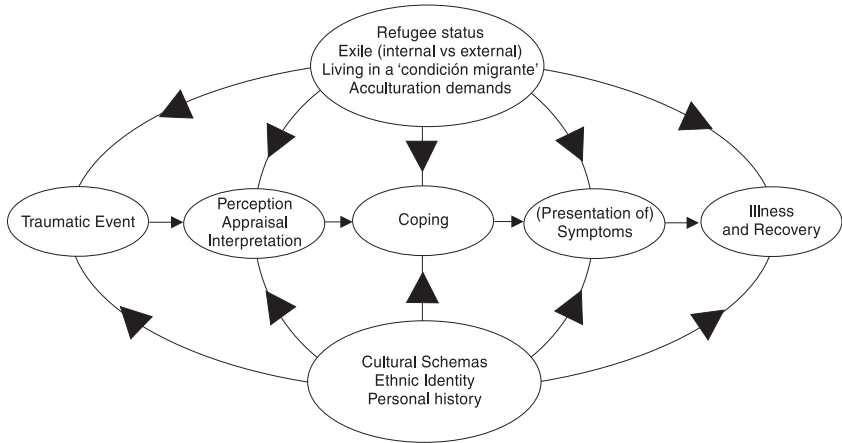 Refugee status
Exile (internal vs external)
Living in a ‘condición migrante’
Acculturation demands
Traumatic Event
Perception
Appraisal
Interpretation
Coping
(Presentation of)
Symptoms
Illness
and Recovery
Cultural Schemas
Ethnic Identity
Personal history